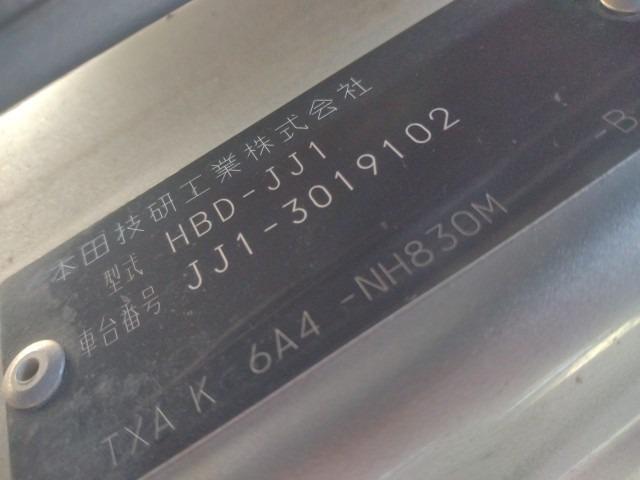 本田技研工業株式会社
型式 HBD-JJ1
車台番号 JJ1-3019102
TXA K 6A4 -NH830M -B